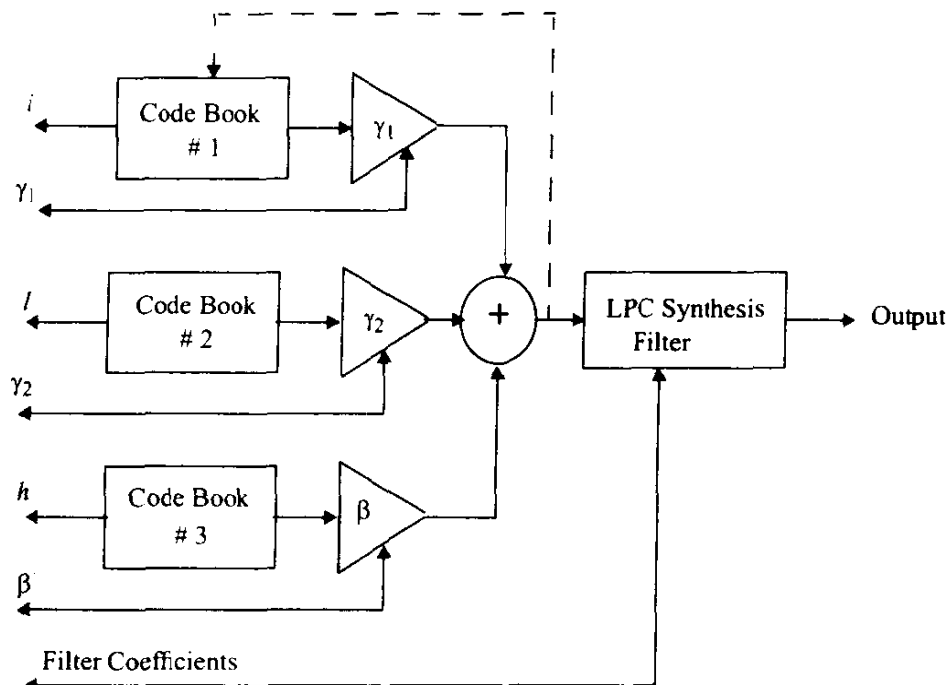 i
Code Book
# 1
γ1
γ1
l
Code Book
# 2
γ2
+
LPC Synthesis
Filter
Output
γ2
h
Code Book
# 3
β
β
Filter Coefficients